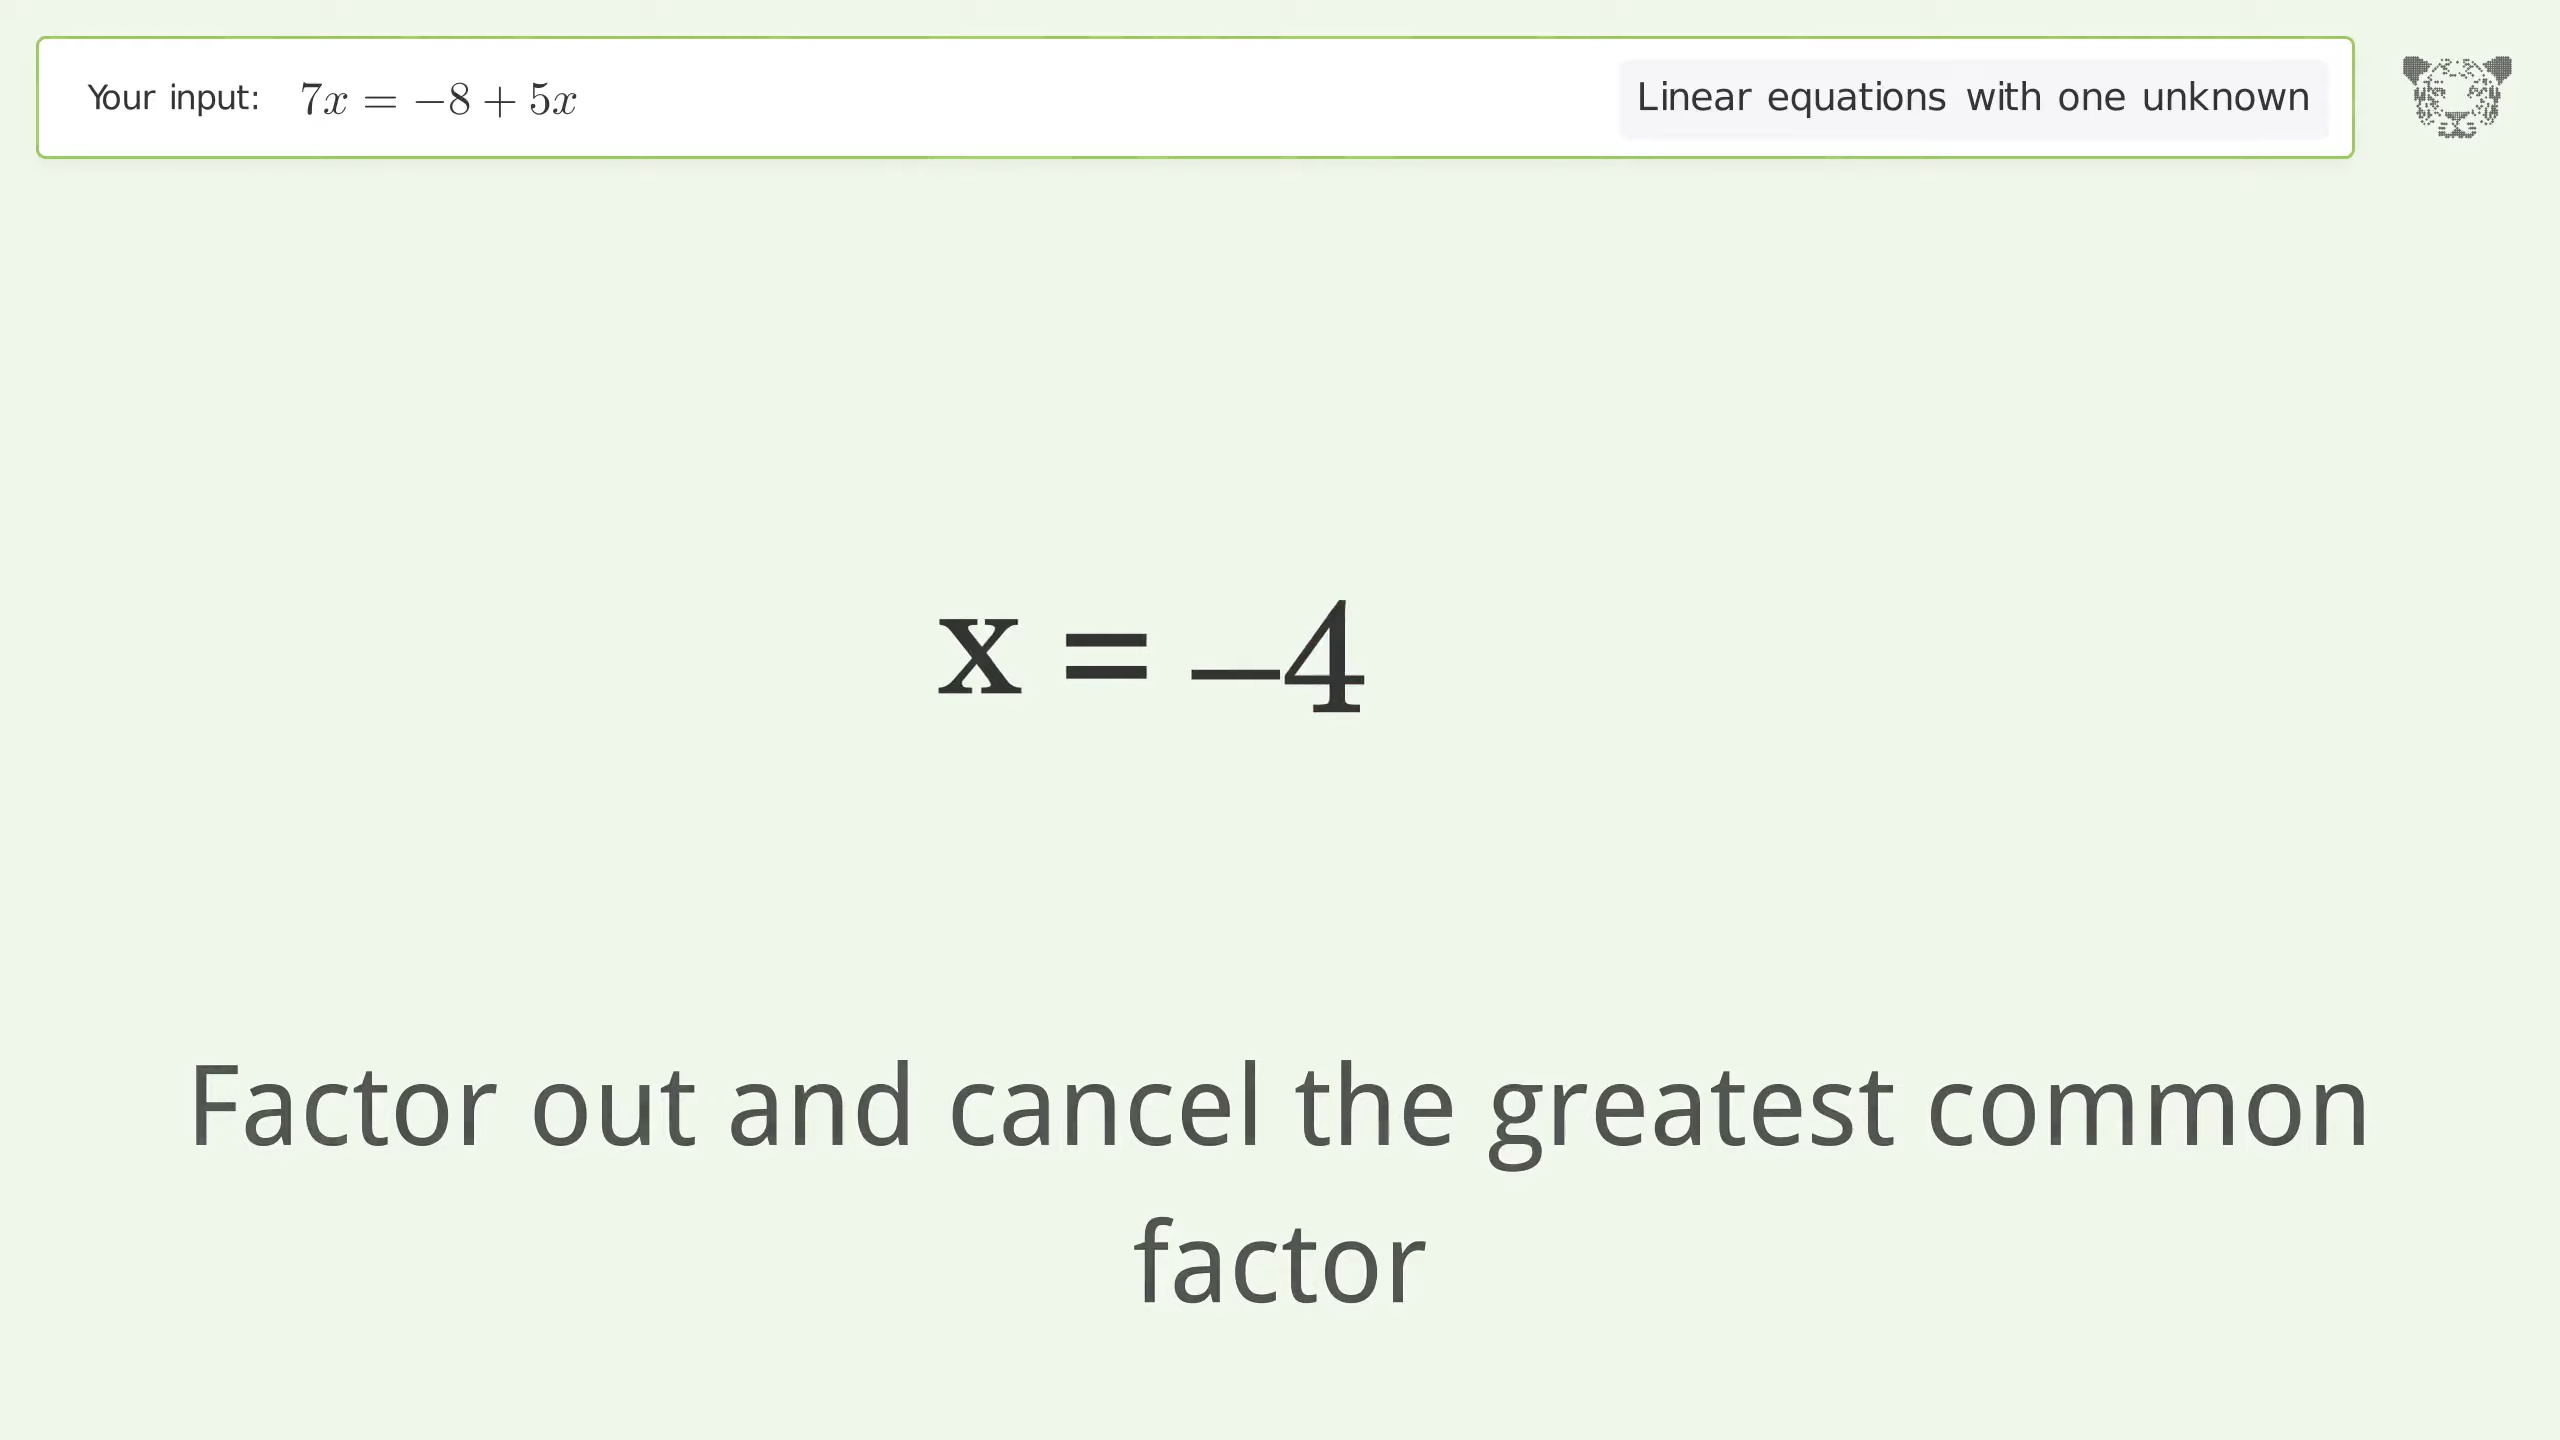 Your input: 7x = −8 + 5x
Linear equations with one unknown
x = −4
Factor out and cancel the greatest common
factor